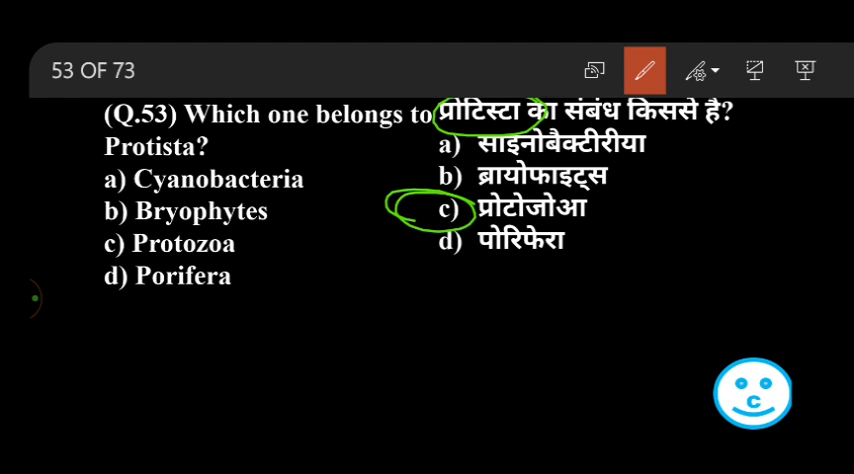 53 OF 73
(Q.53) Which one belongs to
Protista?
a) Cyanobacteria
b) Bryophytes
c) Protozoa
d) Porifera
प्रोटिस्टा का संबंध किससे है?
a) साइनोबैक्टीरीया
b) ब्रायोफाइट्स
c) प्रोटोजोआ
d) पोरिफेरा
c